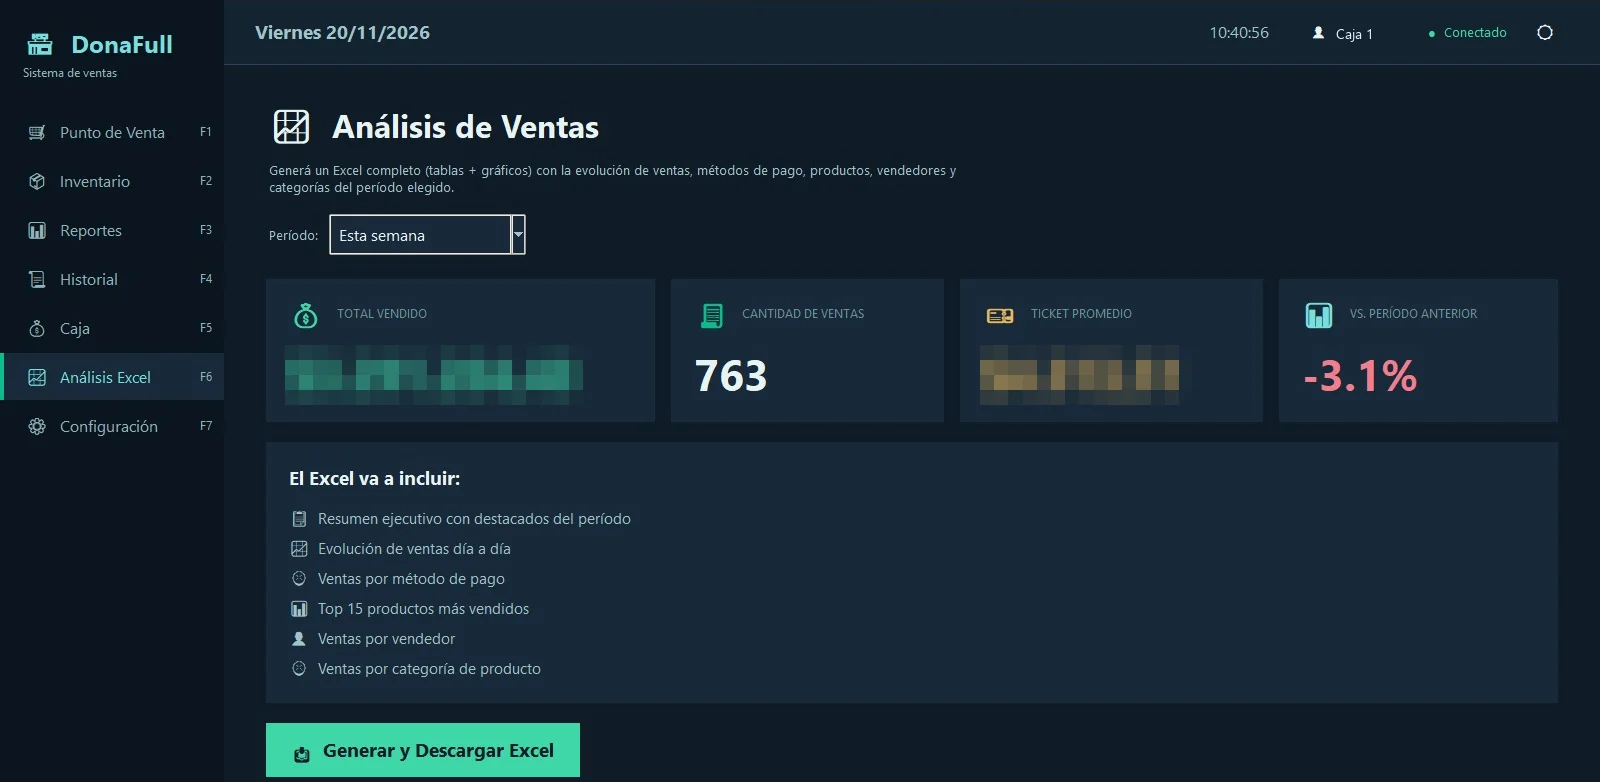 DonaFull
Sistema de ventas
Punto de Venta F1
Inventario F2
Reportes F3
Historial F4
Caja F5
Análisis Excel F6
Configuración F7
Viernes 20/11/2026
10:40:56
Caja 1
Conectado
Análisis de Ventas
Generá un Excel completo (tablas + gráficos) con la evolución de ventas, métodos de pago, productos, vendedores y
categorías del período elegido.
Período: Esta semana
TOTAL VENDIDO
CANTIDAD DE VENTAS
763
TICKET PROMEDIO
VS. PERÍODO ANTERIOR
-3.1%
El Excel va a incluir:
Resumen ejecutivo con destacados del período
Evolución de ventas día a día
Ventas por método de pago
Top 15 productos más vendidos
Ventas por vendedor
Ventas por categoría de producto
Generar y Descargar Excel